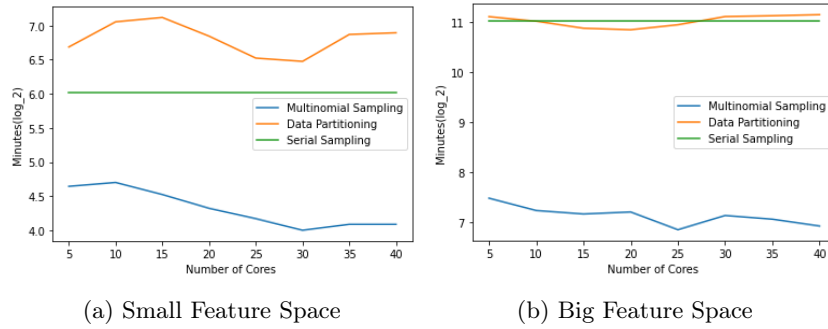 7.0
6.5
6.0
5.5
5.0
4.5
4.0
Minutes(log_2)
Multinomial Sampling
Data Partitioning
Serial Sampling
5 10 15 20 25 30 35 40
Number of Cores
(a) Small Feature Space
11
10
9
8
7
Minutes(log_2)
Multinomial Sampling
Data Partitioning
Serial Sampling
5 10 15 20 25 30 35 40
Number of Cores
(b) Big Feature Space